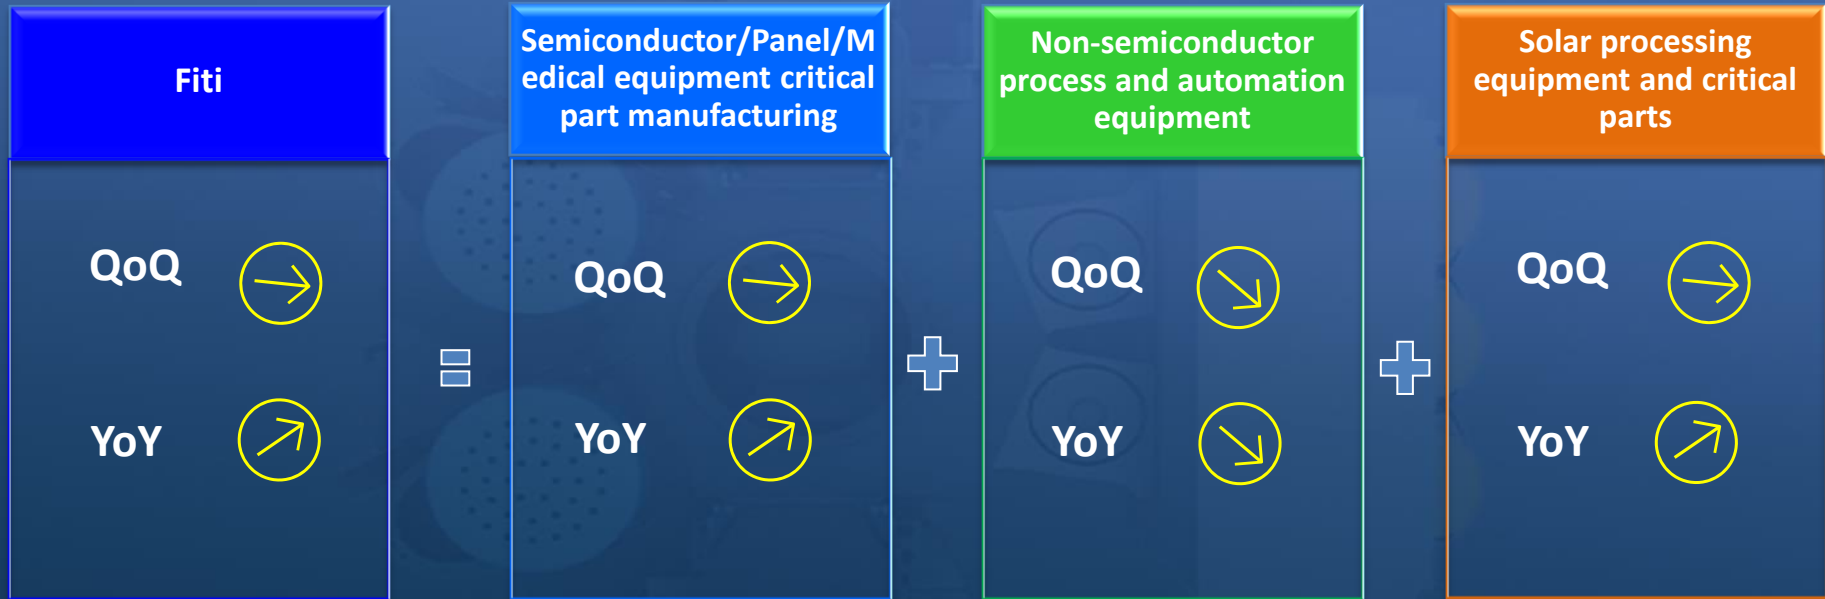 Fiti
QoQ
YoY
Semiconductor/Panel/M
edical equipment critical
part manufacturing
QoQ
YoY
Non-semiconductor
process and automation
equipment
QoQ
YoY
Solar processing
equipment and critical
parts
QoQ
YoY